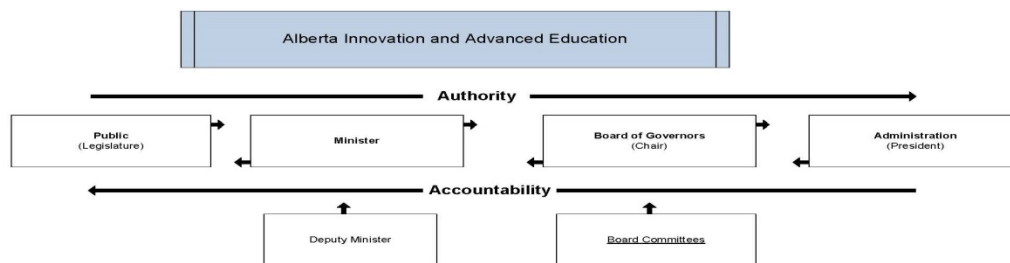 Alberta Innovation and Advanced Education
Authority
Public
(Legislature)
Minister
Board of Governors
(Chair)
Administration
(President)
Accountability
Deputy Minister
Board Committees